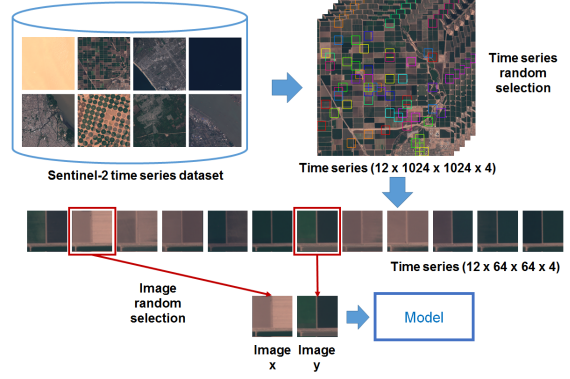 Time series
random
selection
Sentinel-2 time series dataset
Time series (12 x 1024 x 1024 x 4)
Time series (12 x 64 x 64 x 4)
Image
random
selection
Model
Image
x
Image
y